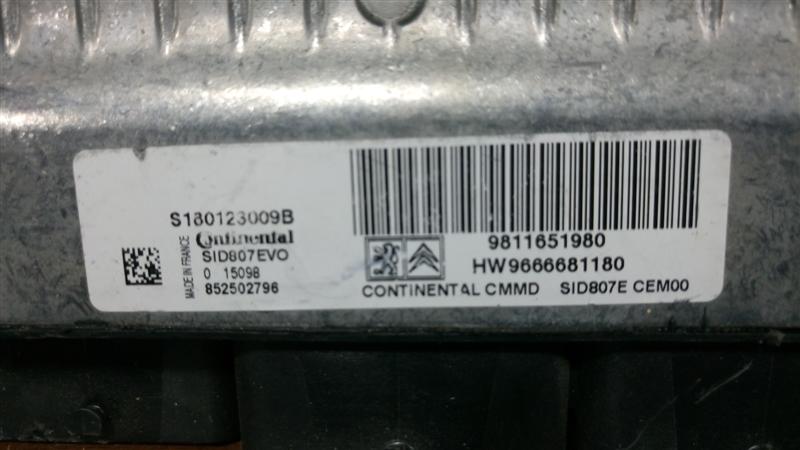 S180123009B
Continental
SID807EVO
0 15098
852502796
MADE IN FRANCE
9811651980
HW9666681180
CONTINENTAL CMMD SID807E CEM00